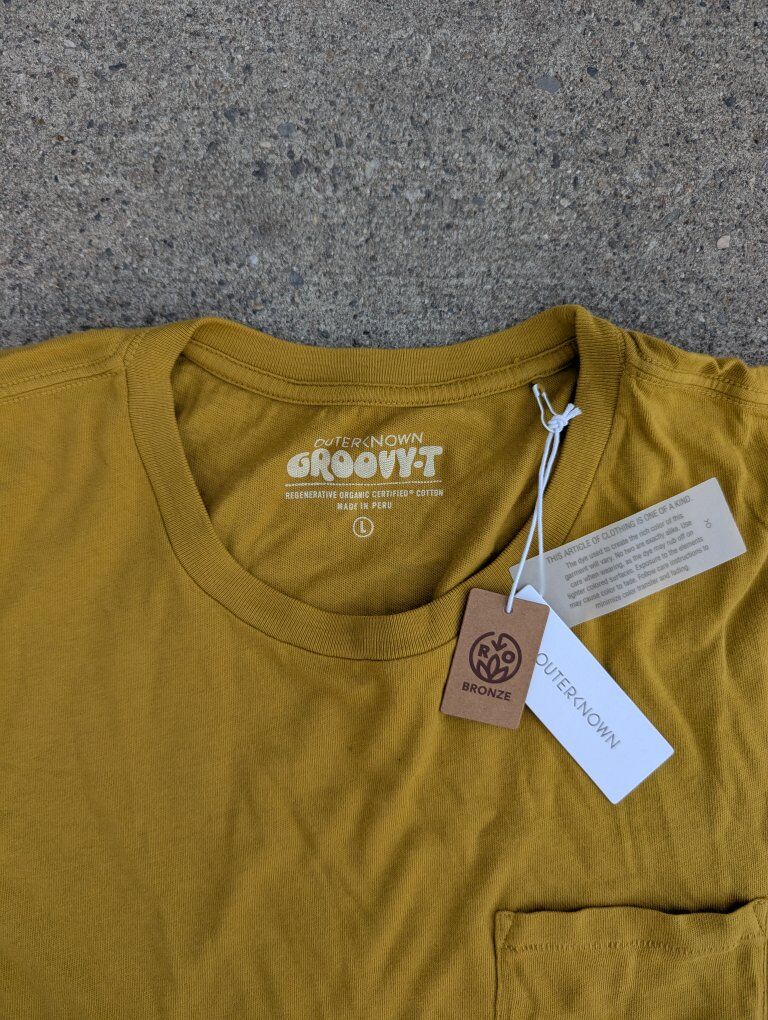 OUTERKNOWN
GROOVY-T
REGENERATIVE ORGANIC CERTIFIED® COTTON
MADE IN PERU
L
THIS ARTICLE OF CLOTHING IS ONE OF A KIND.
The dye used to create the rich color of this
garment will vary. No two are exactly alike. Use
care when wearing, as the dye may rub off on
lighter colored surfaces. Exposure to the elements
may cause color to fade. Follow care instructions to
minimize color transfer and fading.
RO
BRONZE
OUTERKNOWN